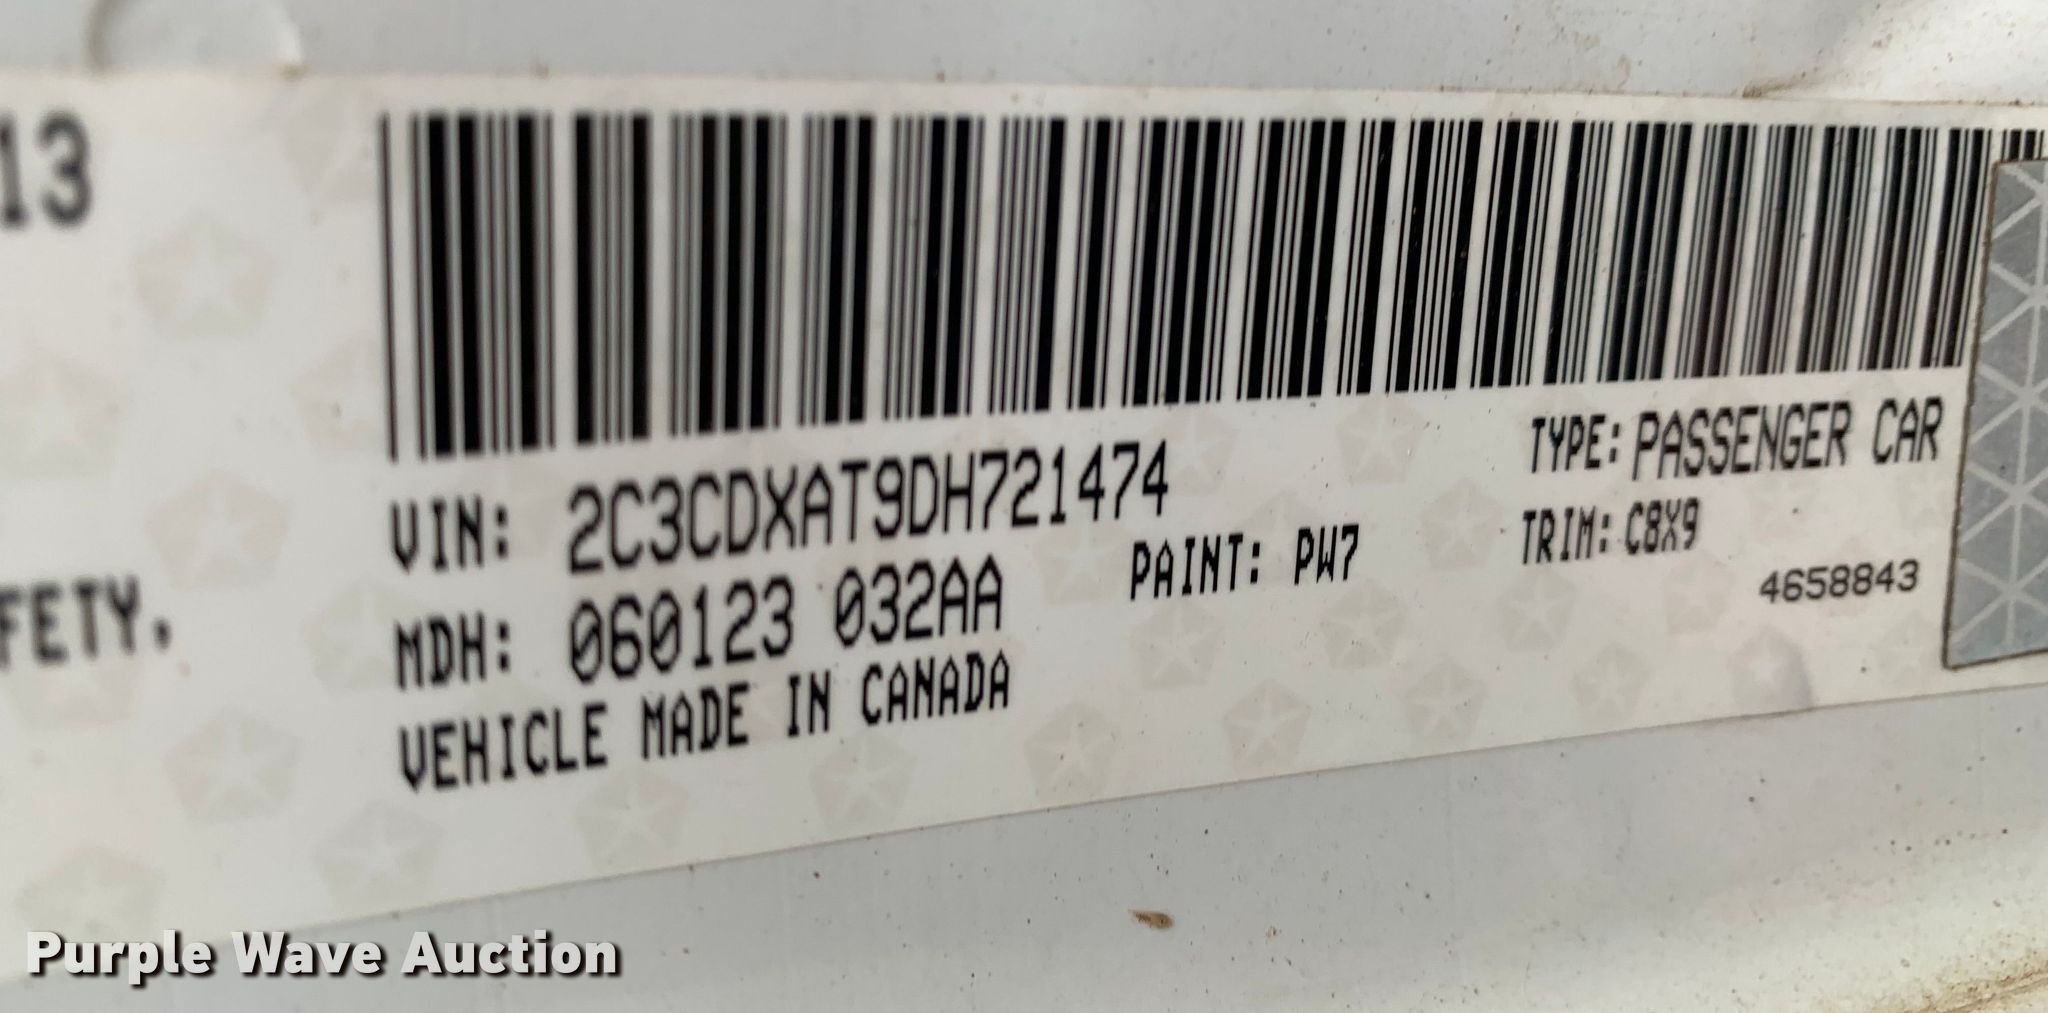 13
FETY,
VIN: 2C3CDXAT9DH721474
MDH: 060123 032AA
PAINT: PW7
VEHICLE MADE IN CANADA
TYPE: PASSENGER CAR
TRIM: C8X9
4658843
Purple Wave Auction